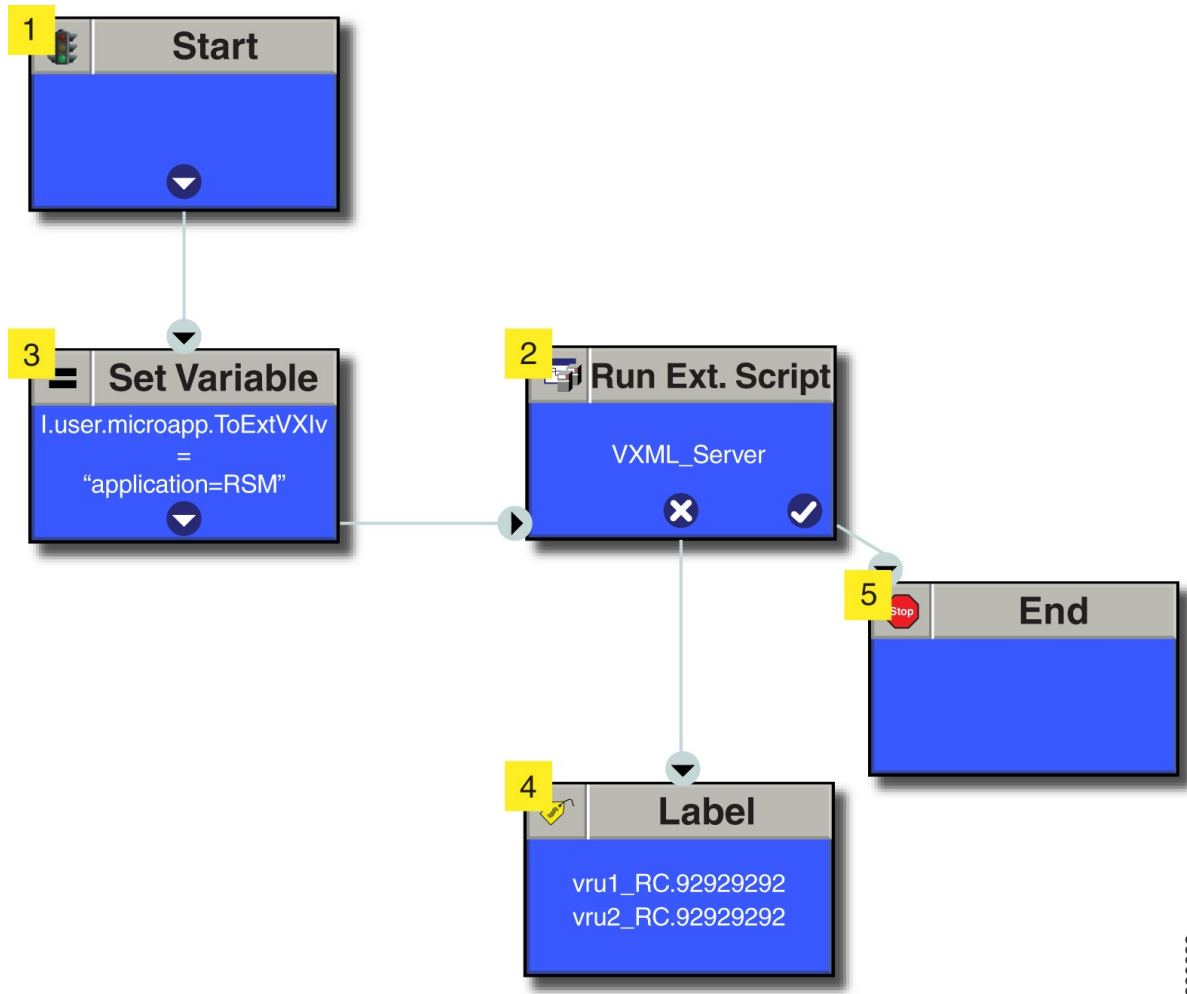 1
Start
3
Set Variable
I.user.microapp.ToExtVXIv
=
“application=RSM”
2
Run Ext. Script
VXML_Server
5
Stop
End
4
Label
vru1_RC.92929292
vru2_RC.92929292